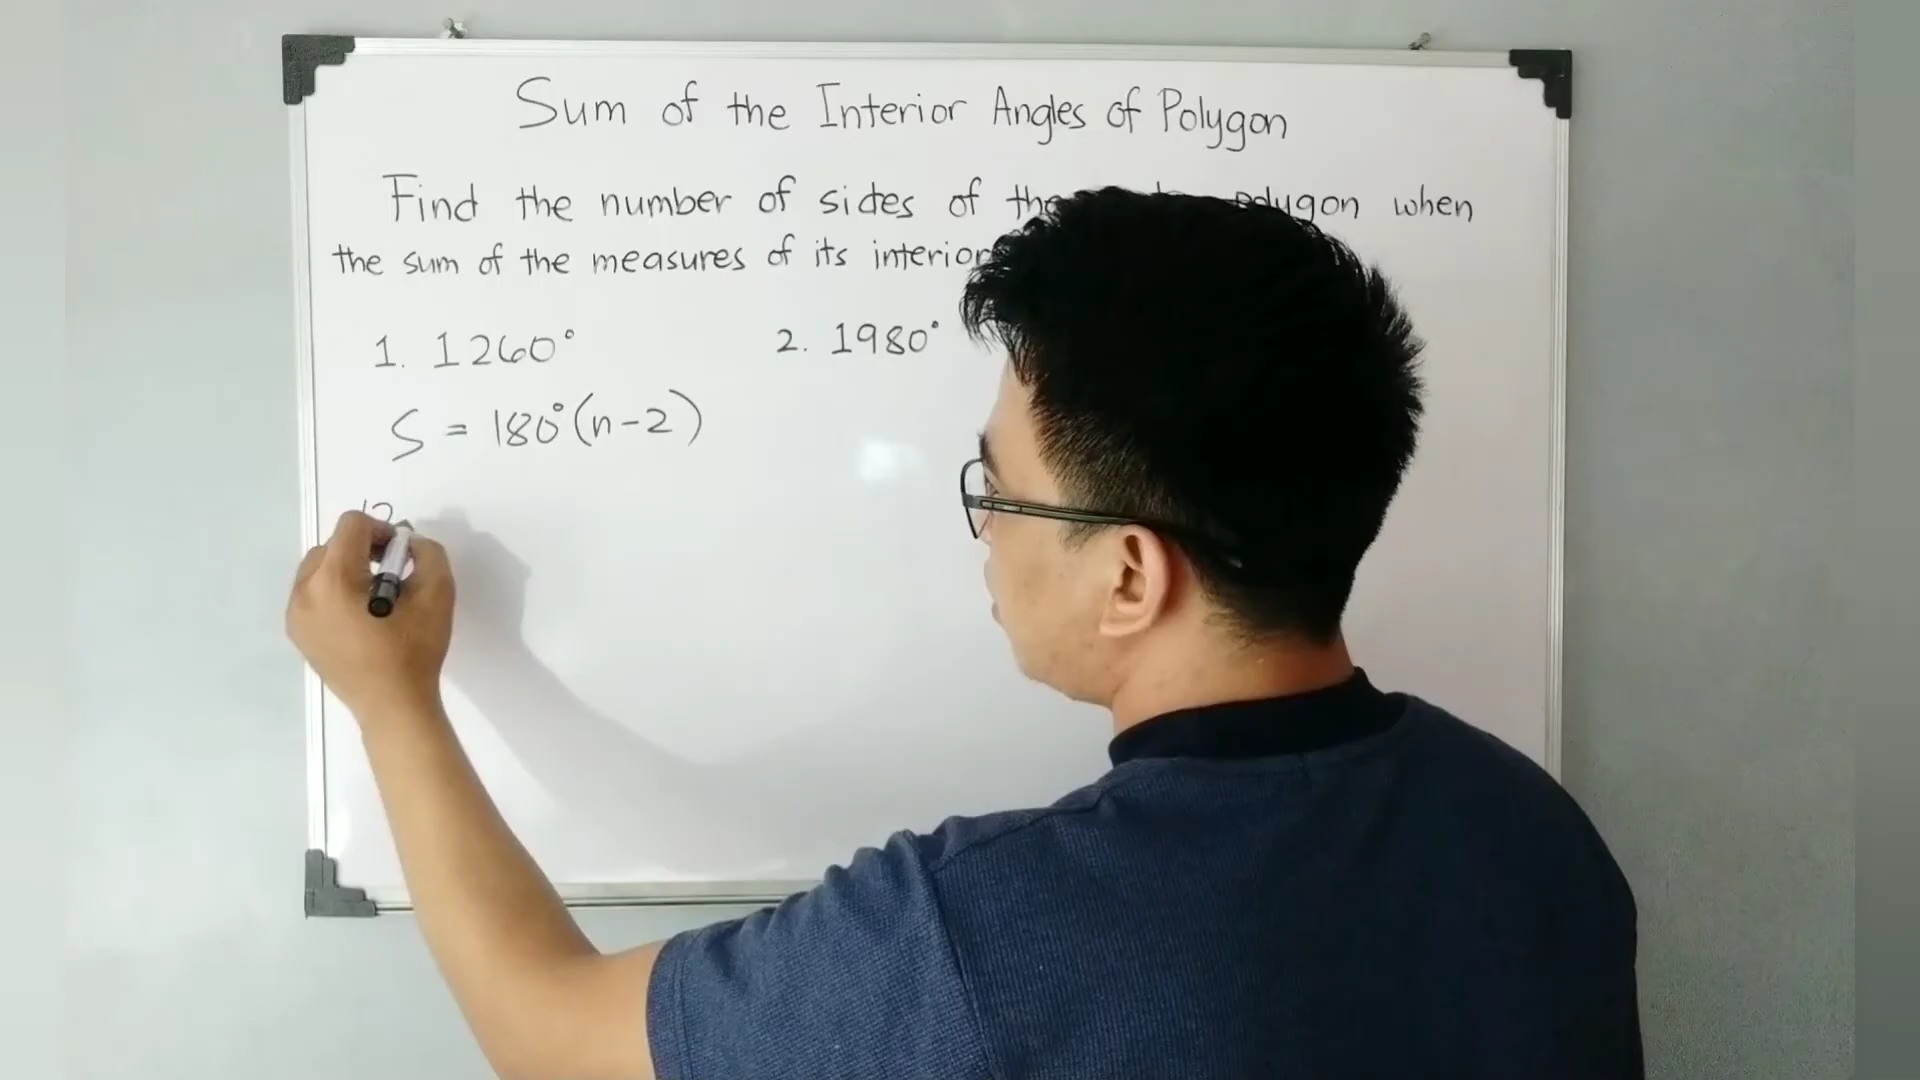 Sum of the Interior Angles of Polygon
Find the number of sides of the polygon when
the sum of the measures of its interior
1. 1260°
2. 1980°
S = 180°(n-2)
12